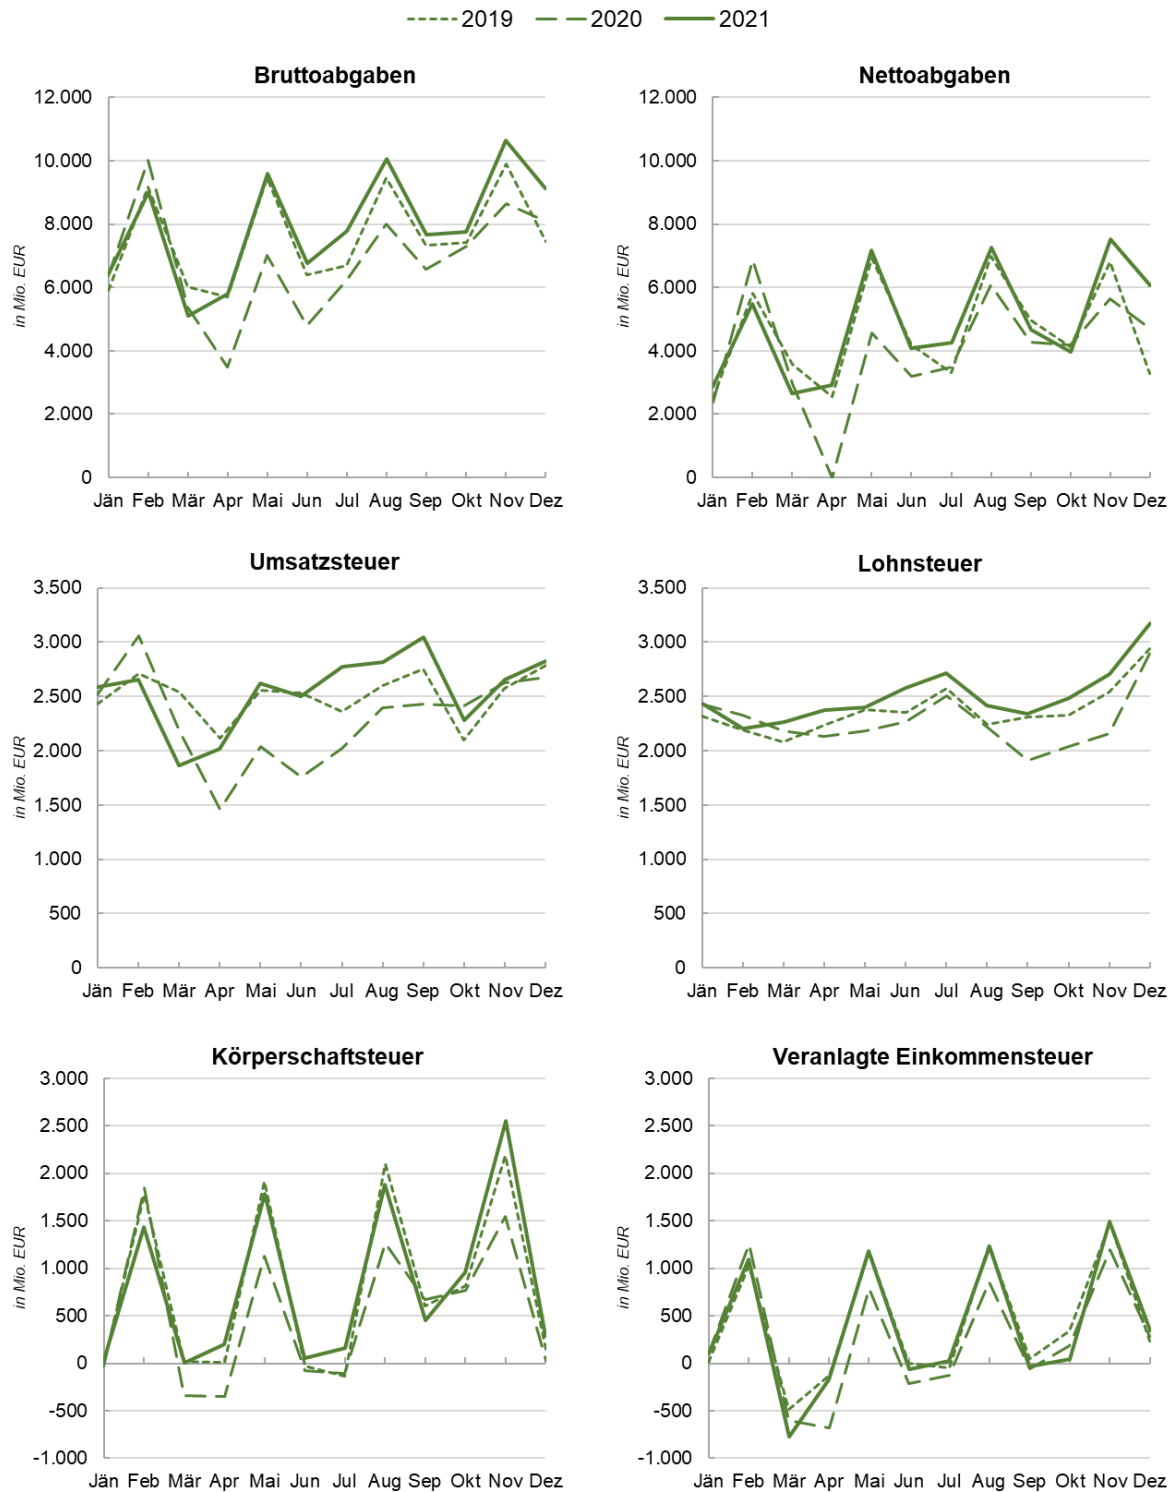 2019 2020 2021
Bruttoabgaben
12.000
10.000
8.000
6.000
4.000
2.000
0
in Mio. EUR
Jän Feb Mär Apr Mai Jun Jul Aug Sep Okt Nov Dez
Nettoabgaben
12.000
10.000
8.000
6.000
4.000
2.000
0
in Mio. EUR
Jän Feb Mär Apr Mai Jun Jul Aug Sep Okt Nov Dez
Umsatzsteuer
3.500
3.000
2.500
2.000
1.500
1.000
500
0
in Mio. EUR
Jän Feb Mär Apr Mai Jun Jul Aug Sep Okt Nov Dez
Lohnsteuer
3.500
3.000
2.500
2.000
1.500
1.000
500
0
in Mio. EUR
Jän Feb Mär Apr Mai Jun Jul Aug Sep Okt Nov Dez
Körperschaftsteuer
3.000
2.500
2.000
1.500
1.000
500
0
-500
-1.000
in Mio. EUR
Jän Feb Mär Apr Mai Jun Jul Aug Sep Okt Nov Dez
Veranlagte Einkommensteuer
3.000
2.500
2.000
1.500
1.000
500
0
-500
-1.000
in Mio. EUR
Jän Feb Mär Apr Mai Jun Jul Aug Sep Okt Nov Dez